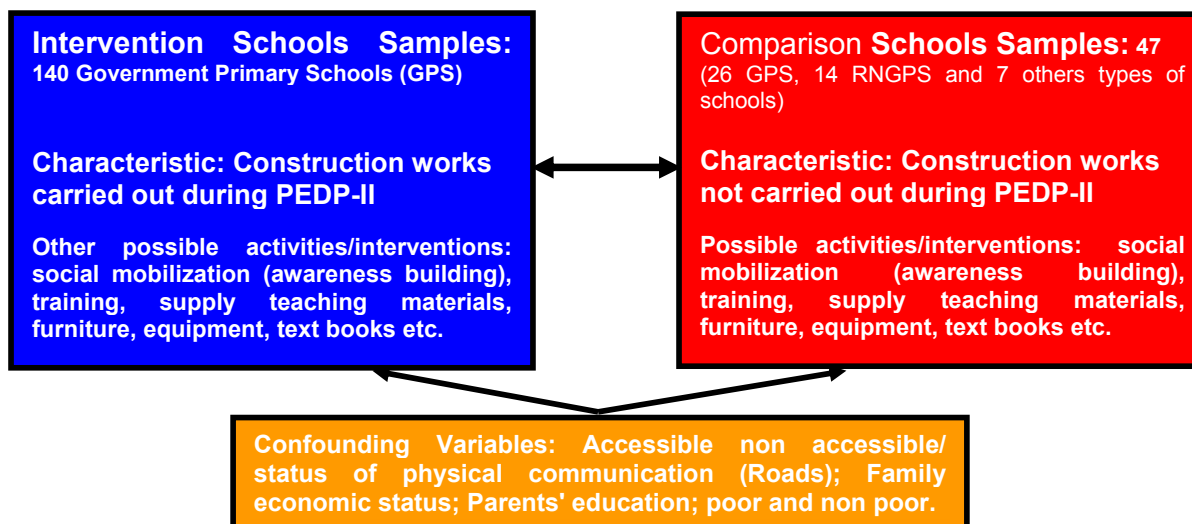 Intervention Schools Samples:
140 Government Primary Schools (GPS)
Characteristic: Construction works
carried out during PEDP-II
Other possible activities/interventions:
social mobilization (awareness building),
training, supply teaching materials,
furniture, equipment, text books etc.
Comparison Schools Samples: 47
(26 GPS, 14 RNGPS and 7 others types of
schools)
Characteristic: Construction works
not carried out during PEDP-II
Possible activities/interventions: social
mobilization (awareness building),
training, supply teaching materials,
furniture, equipment, text books etc.
Confounding Variables: Accessible non accessible/
status of physical communication (Roads); Family
economic status; Parents' education; poor and non poor.